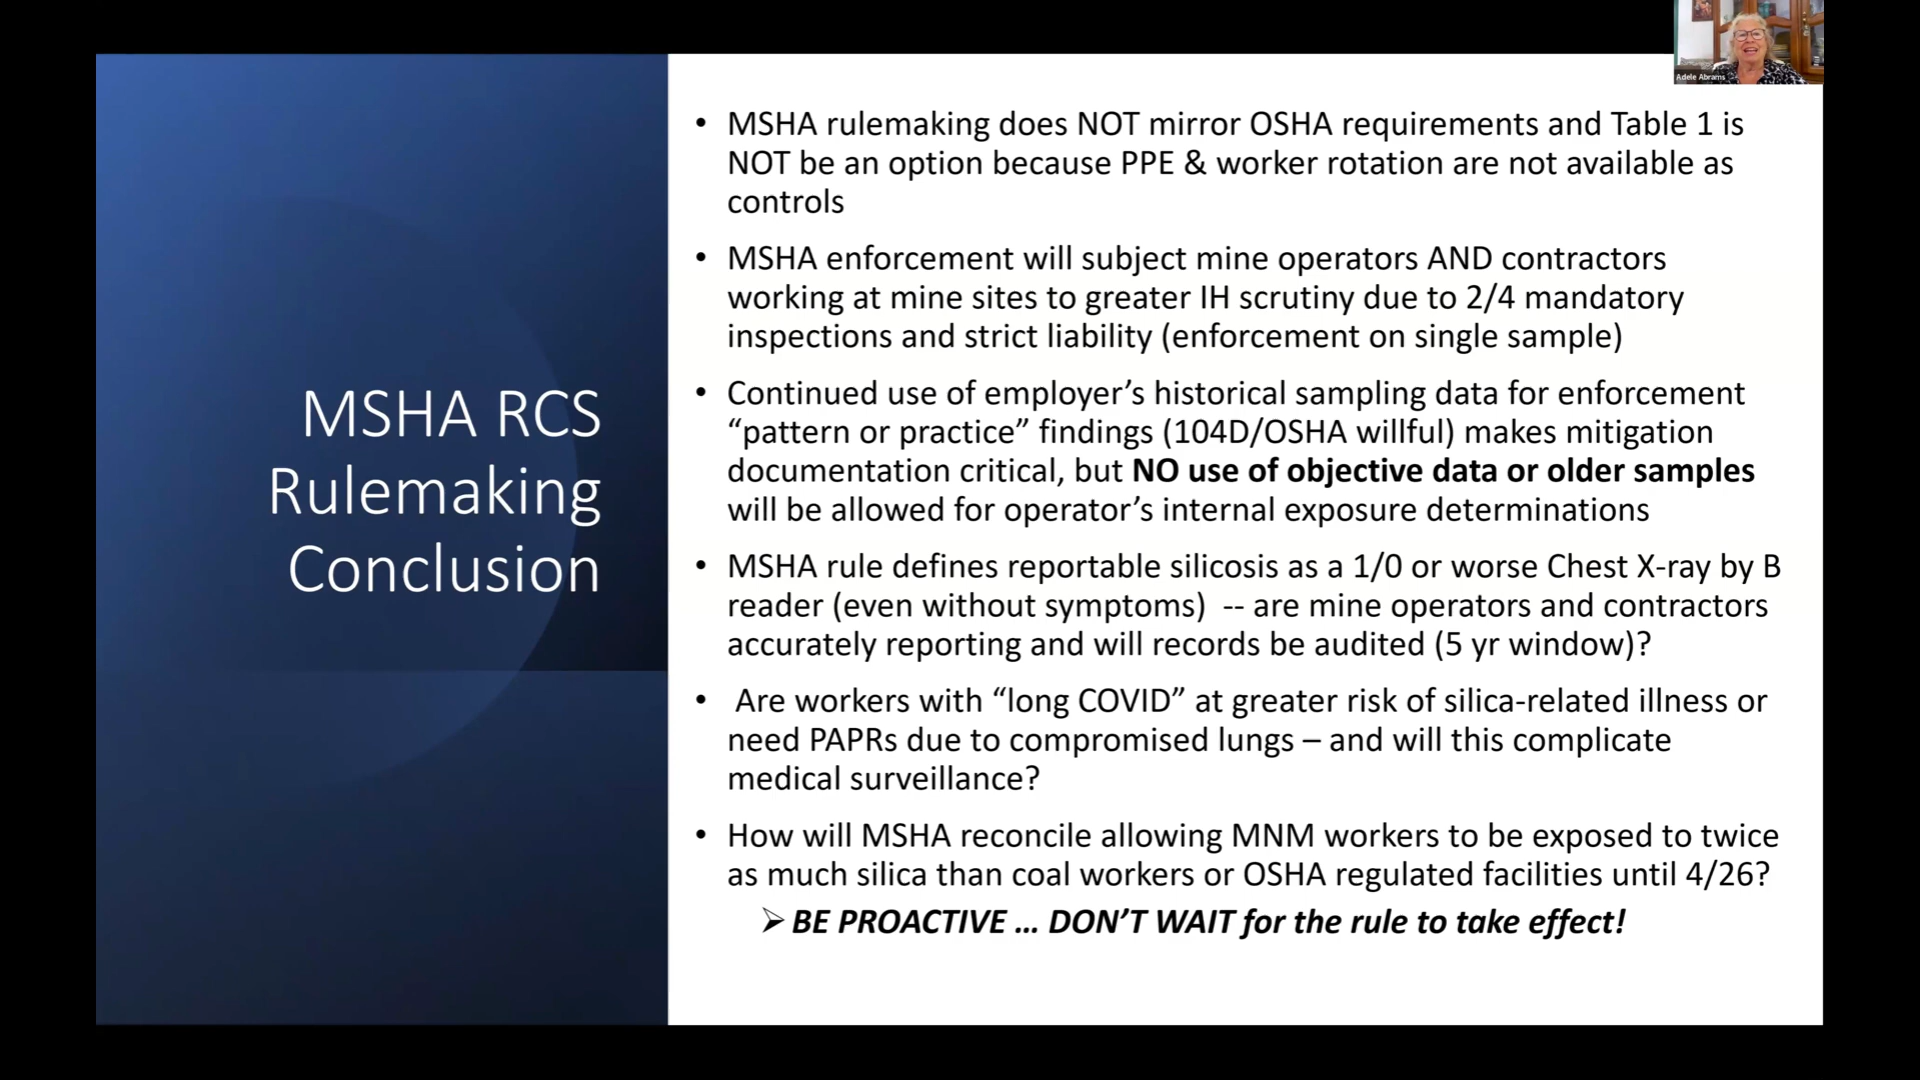 Adele Abrams
MSHA RCS
Rulemaking
Conclusion
• MSHA rulemaking does NOT mirror OSHA requirements and Table 1 is
NOT be an option because PPE & worker rotation are not available as
controls
• MSHA enforcement will subject mine operators AND contractors
working at mine sites to greater IH scrutiny due to 2/4 mandatory
inspections and strict liability (enforcement on single sample)
• Continued use of employer’s historical sampling data for enforcement
“pattern or practice” findings (104D/OSHA willful) makes mitigation
documentation critical, but NO use of objective data or older samples
will be allowed for operator’s internal exposure determinations
• MSHA rule defines reportable silicosis as a 1/0 or worse Chest X-ray by B
reader (even without symptoms)  -- are mine operators and contractors
accurately reporting and will records be audited (5 yr window)?
• Are workers with “long COVID” at greater risk of silica-related illness or
need PAPRs due to compromised lungs – and will this complicate
medical surveillance?
• How will MSHA reconcile allowing MNM workers to be exposed to twice
as much silica than coal workers or OSHA regulated facilities until 4/26?
➢ BE PROACTIVE … DON’T WAIT for the rule to take effect!